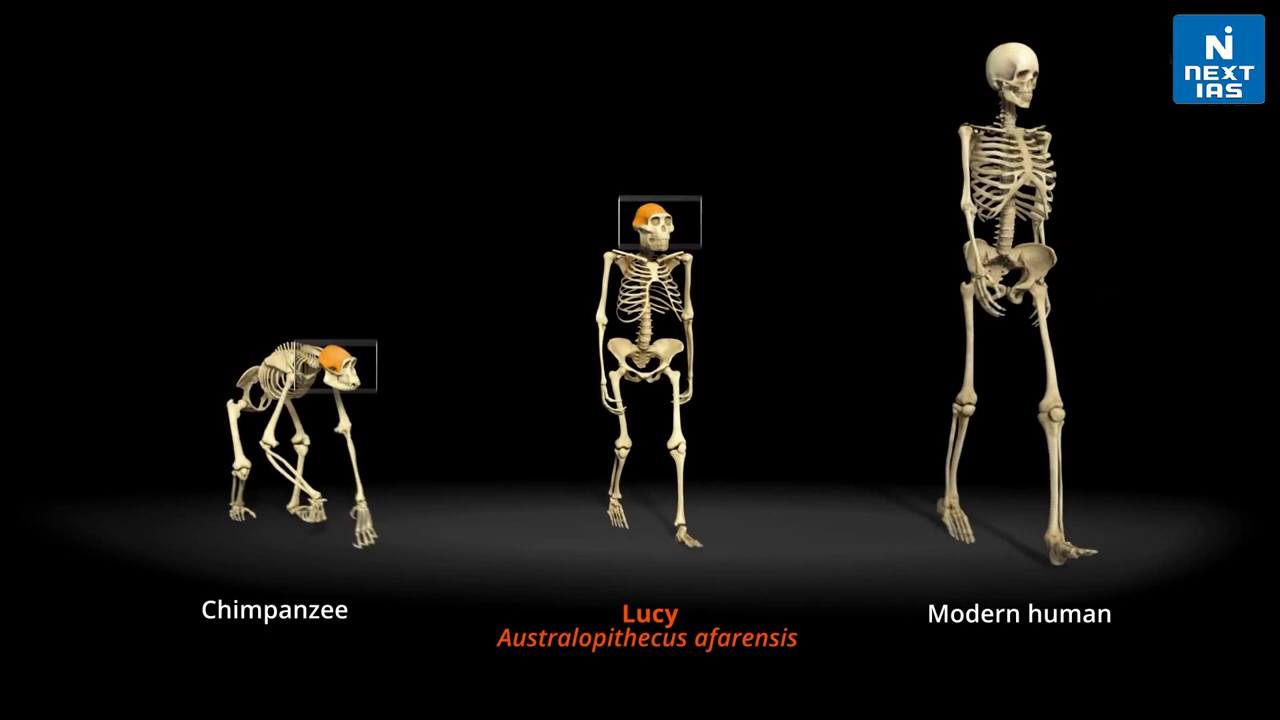 NEXT
IAS
Chimpanzee
Lucy
Australopithecus afarensis
Modern human